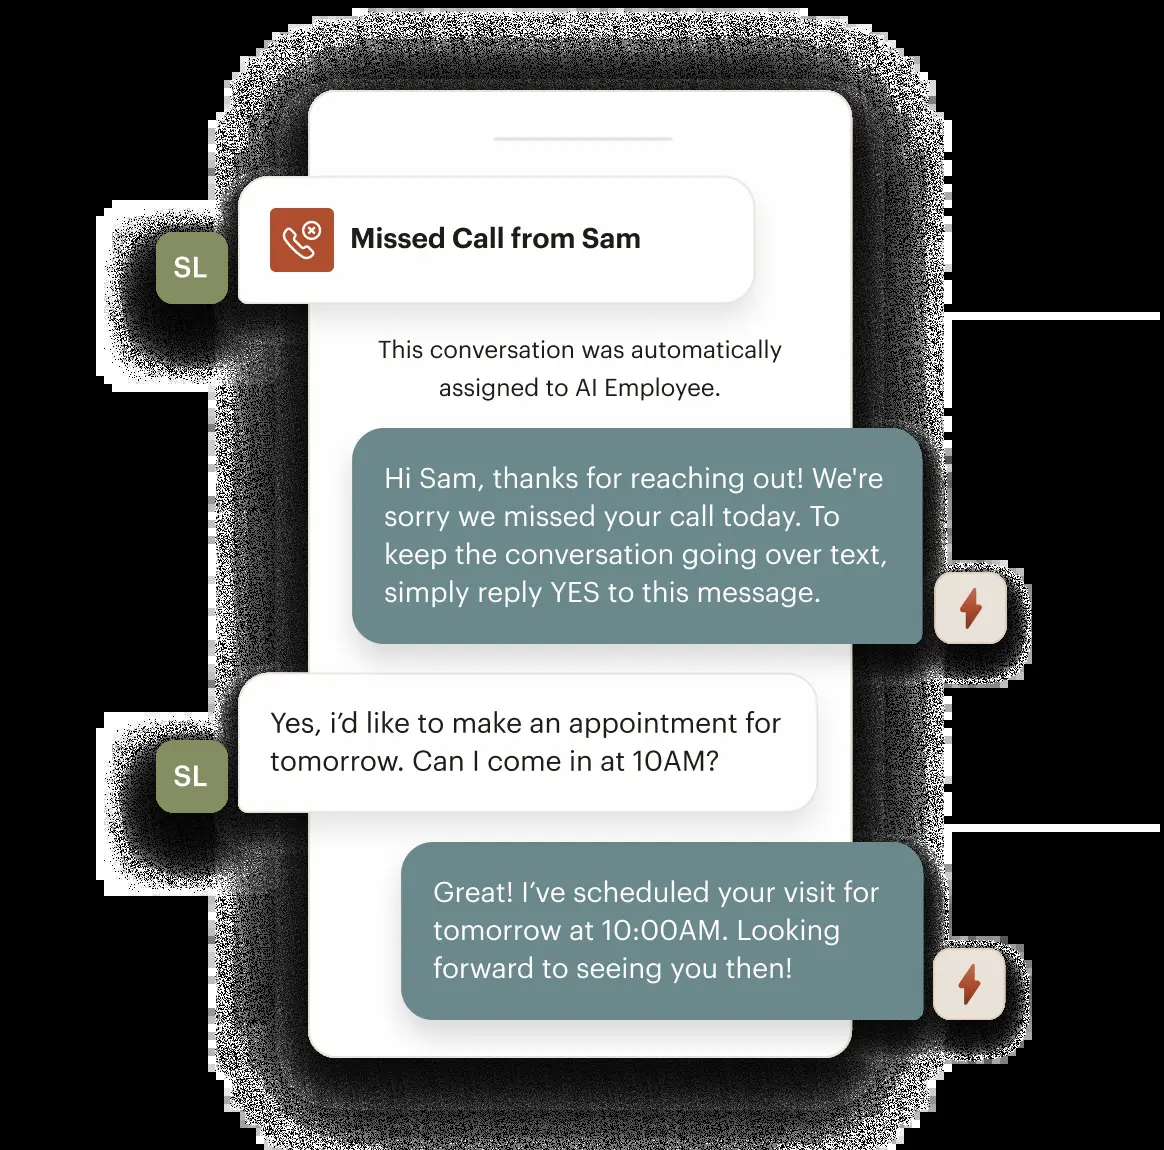 SL
Missed Call from Sam
This conversation was automatically
assigned to AI Employee.
Hi Sam, thanks for reaching out! We're
sorry we missed your call today. To
keep the conversation going over text,
simply reply YES to this message.
SL
Yes, i’d like to make an appointment for
tomorrow. Can I come in at 10AM?
Great! I’ve scheduled your visit for
tomorrow at 10:00AM. Looking
forward to seeing you then!